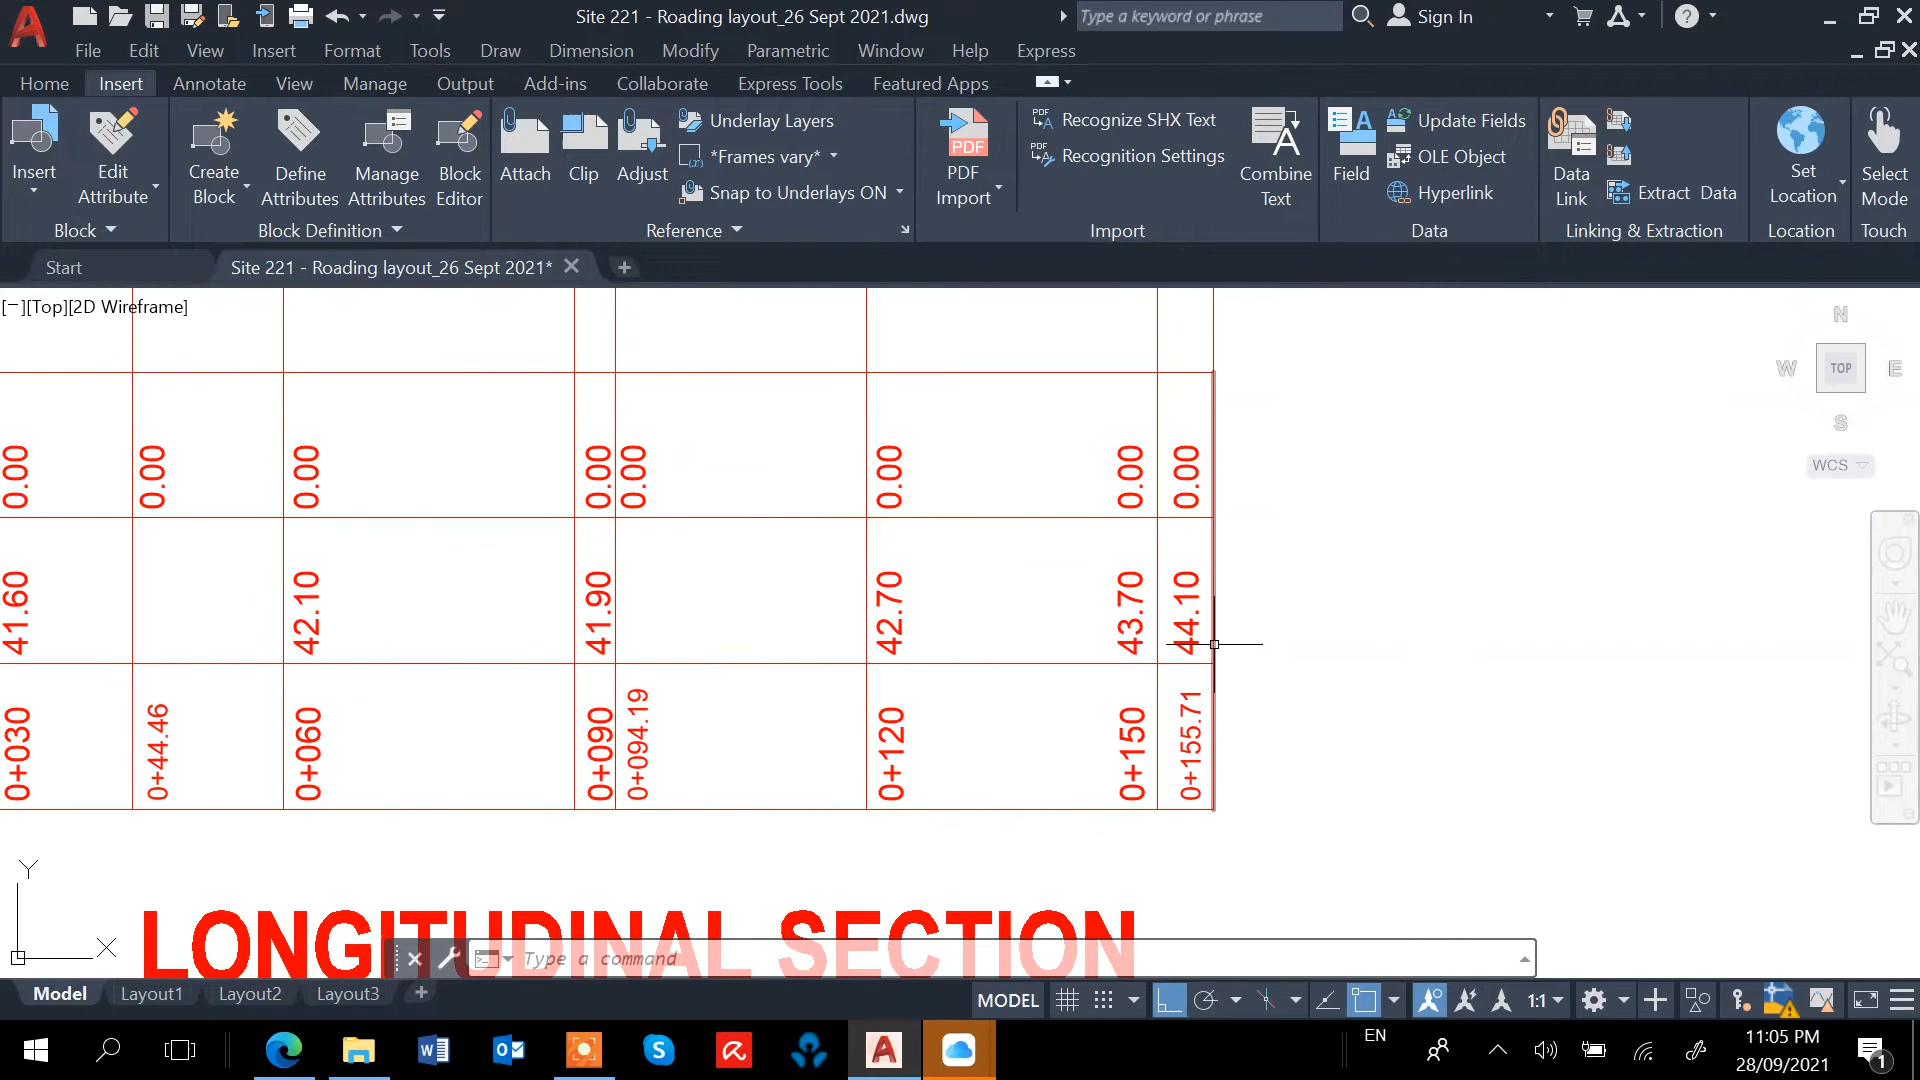 Site 221 - Roading layout_26 Sept 2021.dwg
Type a keyword or phrase
Sign In
File Edit View Insert Format Tools Draw Dimension Modify Parametric Window Help Express
Home Insert Annotate View Manage Output Add-ins Collaborate Express Tools Featured Apps
Insert
Edit Attribute
Create Block
Define Attributes
Manage Attributes
Block Editor
Attach
Clip
Adjust
Underlay Layers
*Frames vary*
Snap to Underlays ON
PDF
PDF Import
Recognize SHX Text
Recognition Settings
Combine Text
Field
Update Fields
OLE Object
Hyperlink
Data Link
Extract Data
Set Location
Select Mode
Block
Block Definition
Reference
Import
Data
Linking & Extraction
Location
Touch
Start
Site 221 - Roading layout_26 Sept 2021*
[−][Top][2D Wireframe]
N
W TOP E
S
WCS
0.00 0.00 0.00 0.00 0.00 0.00 0.00 0.00
41.60 42.10 41.90 42.70 43.70 44.10
0+030 0+44.46 0+060 0+090 0+094.19 0+120 0+150 0+155.71
Y
X
LONGITUDINAL SECTION
Type a command
Model Layout1 Layout2 Layout3
MODEL
1:1
EN
11:05 PM
28/09/2021
1